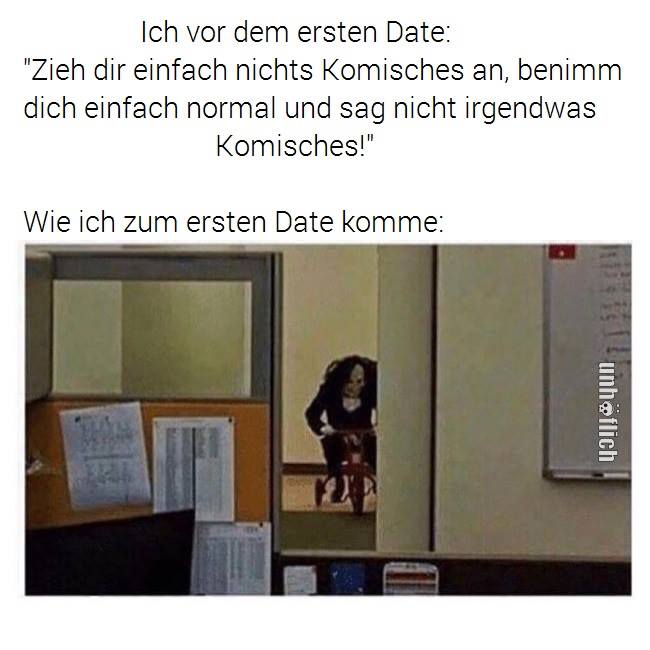 Ich vor dem ersten Date:
"Zieh dir einfach nichts Komisches an, benimm
dich einfach normal und sag nicht irgendwas
Komisches!"
Wie ich zum ersten Date komme:
unhöflich